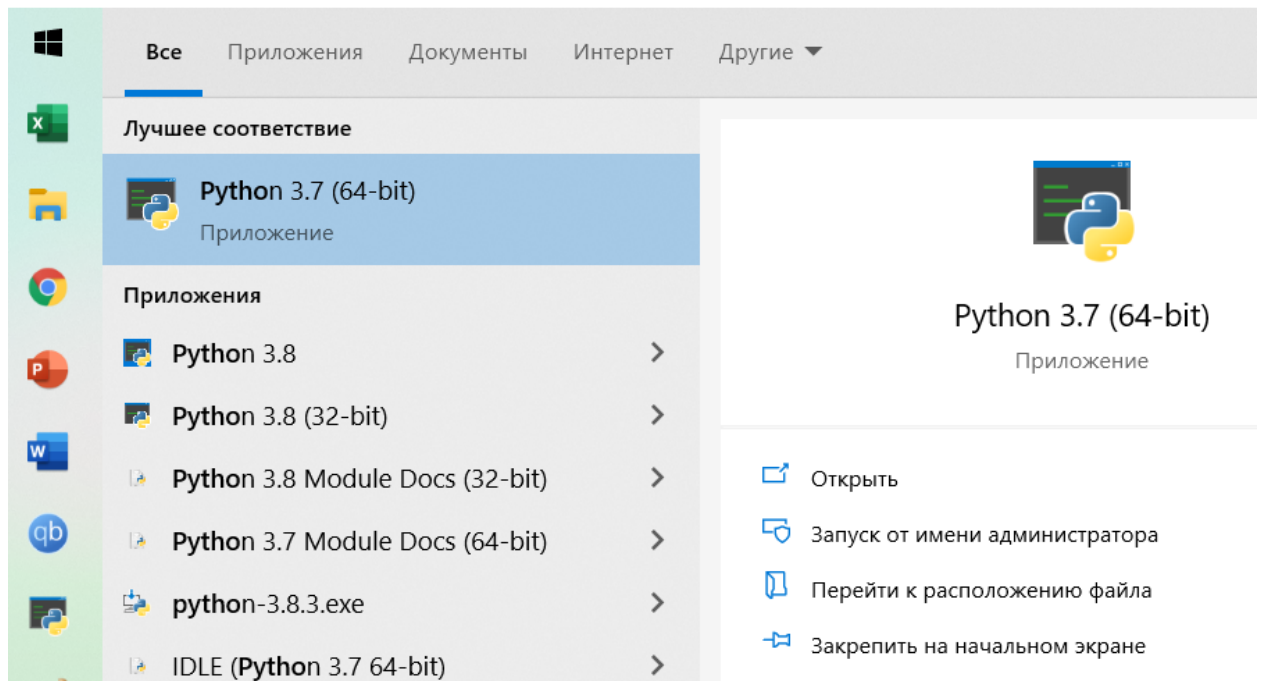 Все Приложения Документы Интернет Другие
Лучшее соответствие
Python 3.7 (64-bit)
Приложение
Приложения
Python 3.8
Python 3.8 (32-bit)
Python 3.8 Module Docs (32-bit)
Python 3.7 Module Docs (64-bit)
python-3.8.3.exe
IDLE (Python 3.7 64-bit)
Python 3.7 (64-bit)
Приложение
Открыть
Запуск от имени администратора
Перейти к расположению файла
Закрепить на начальном экране
X
P
W
qb